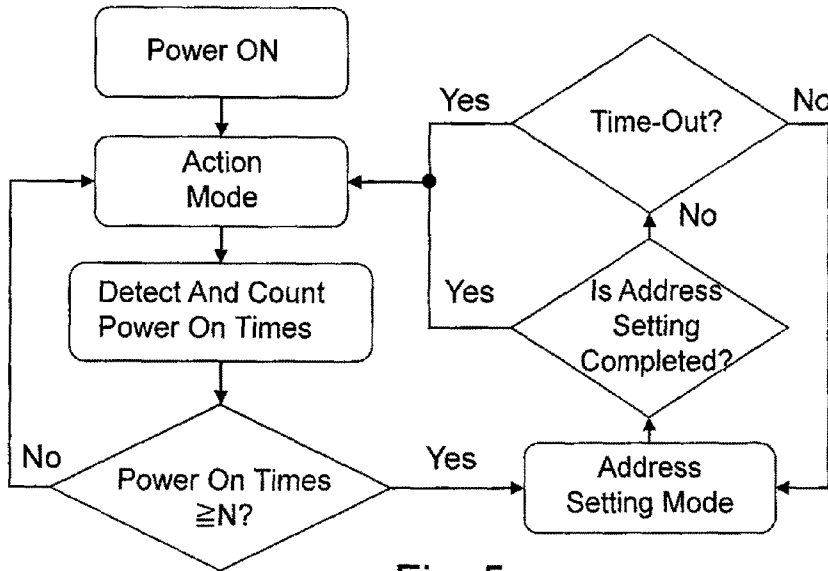 Power ON
Action
Mode
Detect And Count
Power On Times
Power On Times
≧N?
No
Yes
Address
Setting Mode
Is Address
Setting
Completed?
Yes
No
Time-Out?
Yes
No